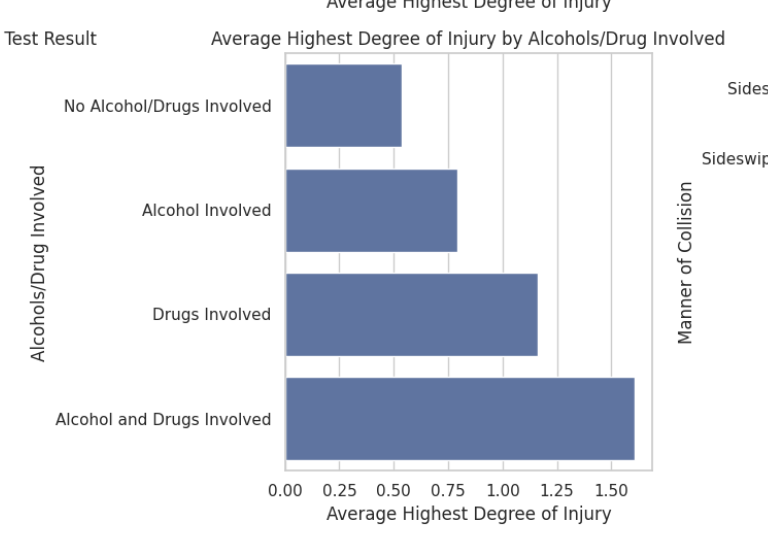 Average Highest Degree of Injury
Test Result
Average Highest Degree of Injury by Alcohols/Drug Involved
No Alcohol/Drugs Involved
Alcohol Involved
Drugs Involved
Alcohol and Drugs Involved
Alcohols/Drug Involved
0.00 0.25 0.50 0.75 1.00 1.25 1.50
Average Highest Degree of Injury
Sides
Sideswip
Manner of Collision